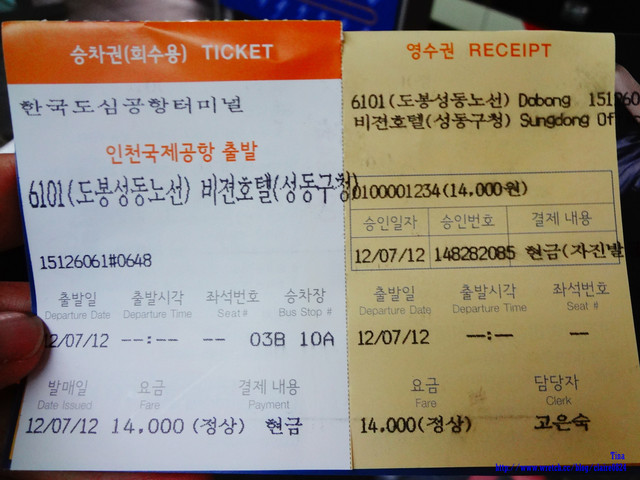 승차권(회수용) TICKET
한국도심공항터미널
인천국제공항 출발
6101(도봉성동노선) 비젼호텔(성동구청)
15126061#0648
출발일 출발시각 좌석번호 승차장
Departure Date Departure Time Seat # Bus Stop #
12/07/12 --:-- -- 03B 10A
발매일 요금 결제 내용
Date Issued Fare Payment
12/07/12 14,000(정상) 현금
영수권 RECEIPT
6101(도봉성동노선) Dobong 15126
비젼호텔(성동구청) Sungdong Of
0100001234(14,000원)
승인일자 승인번호 결제 내용
12/07/12 148282085 현금(자진발
출발일 출발시각 좌석번호
Departure Date Departure Time Seat #
12/07/12 --:-- --
요금 담당자
Fare Clerk
14,000(정상) 고은숙
Tisa